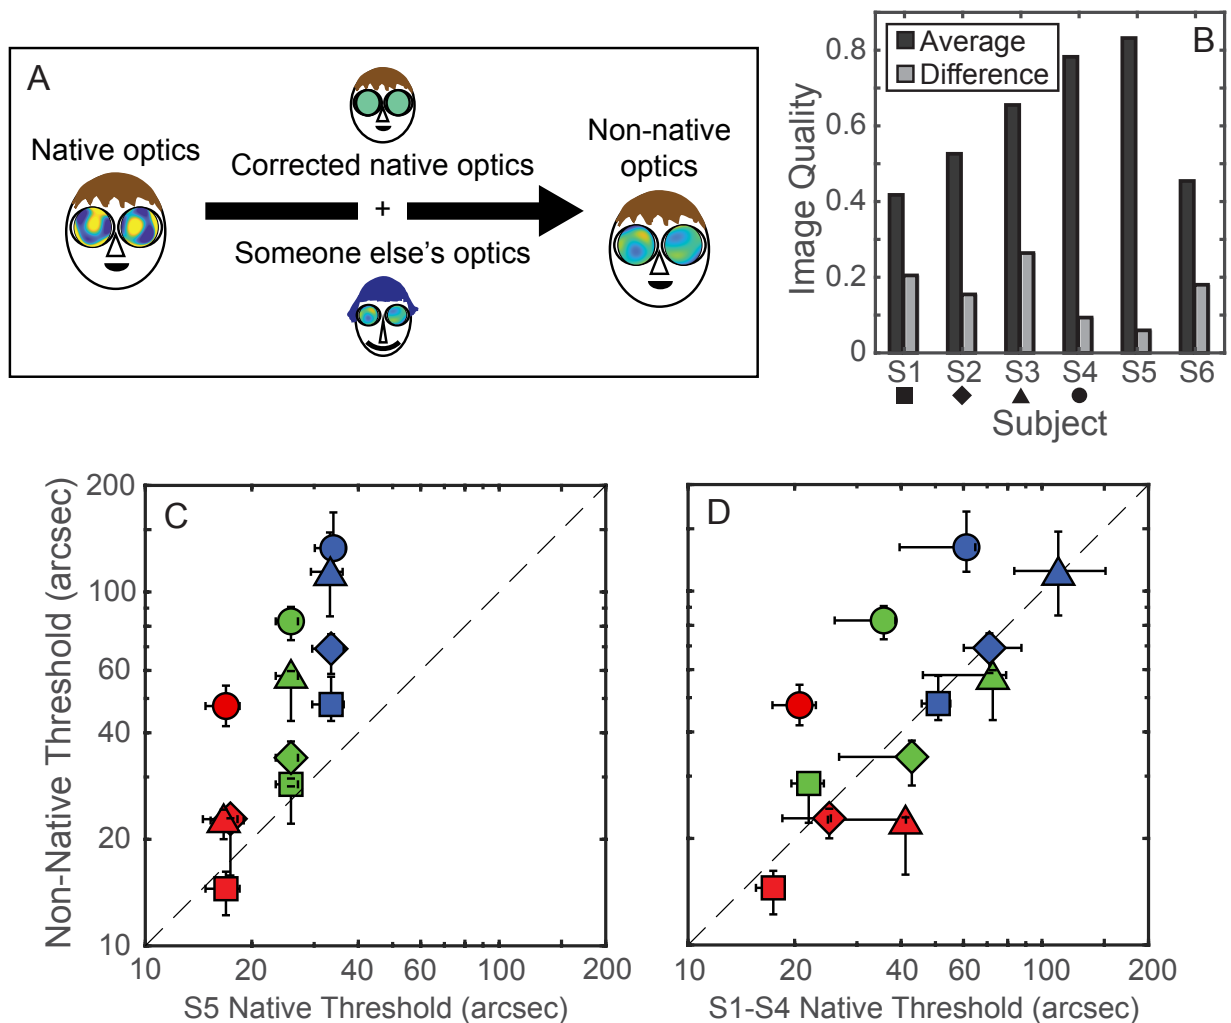 A
Native optics
Corrected native optics
+
Someone else's optics
Non-native
optics
B
Average
Difference
Image Quality
0.8
0.6
0.4
0.2
0
S1
S2
S3
S4
S5
S6
Subject
C
Non-Native Threshold (arcsec)
200
100
60
40
20
10
10
20
40
60
100
200
S5 Native Threshold (arcsec)
D
10
20
40
60
100
200
S1-S4 Native Threshold (arcsec)